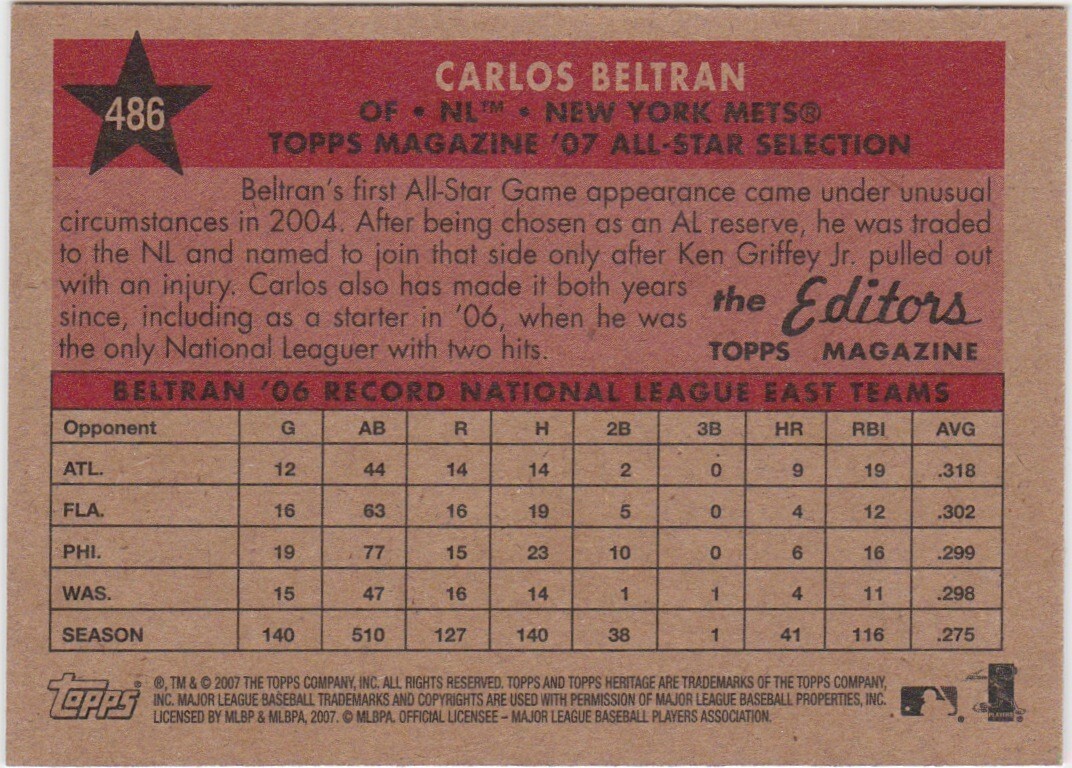 486
CARLOS BELTRAN
OF • NL™ • NEW YORK METS®
TOPPS MAGAZINE '07 ALL-STAR SELECTION
Beltran's first All-Star Game appearance came under unusual
circumstances in 2004. After being chosen as an AL reserve, he was traded
to the NL and named to join that side only after Ken Griffey Jr. pulled out
with an injury. Carlos also has made it both years
since, including as a starter in '06, when he was
the only National Leaguer with two hits.
the Editors
TOPPS MAGAZINE
BELTRAN '06 RECORD NATIONAL LEAGUE EAST TEAMS
Opponent G AB R H 2B 3B HR RBI AVG
ATL. 12 44 14 14 2 0 9 19 .318
FLA. 16 63 16 19 5 0 4 12 .302
PHI. 19 77 15 23 10 0 6 16 .299
WAS. 15 47 16 14 1 1 4 11 .298
SEASON 140 510 127 140 38 1 41 116 .275
Topps®
®, TM & © 2007 THE TOPPS COMPANY, INC. ALL RIGHTS RESERVED. TOPPS AND TOPPS HERITAGE ARE TRADEMARKS OF THE TOPPS COMPANY,
INC. MAJOR LEAGUE BASEBALL TRADEMARKS AND COPYRIGHTS ARE USED WITH PERMISSION OF MAJOR LEAGUE BASEBALL PROPERTIES, INC.
LICENSED BY MLBP & MLBPA, 2007. © MLBPA. OFFICIAL LICENSEE – MAJOR LEAGUE BASEBALL PLAYERS ASSOCIATION.